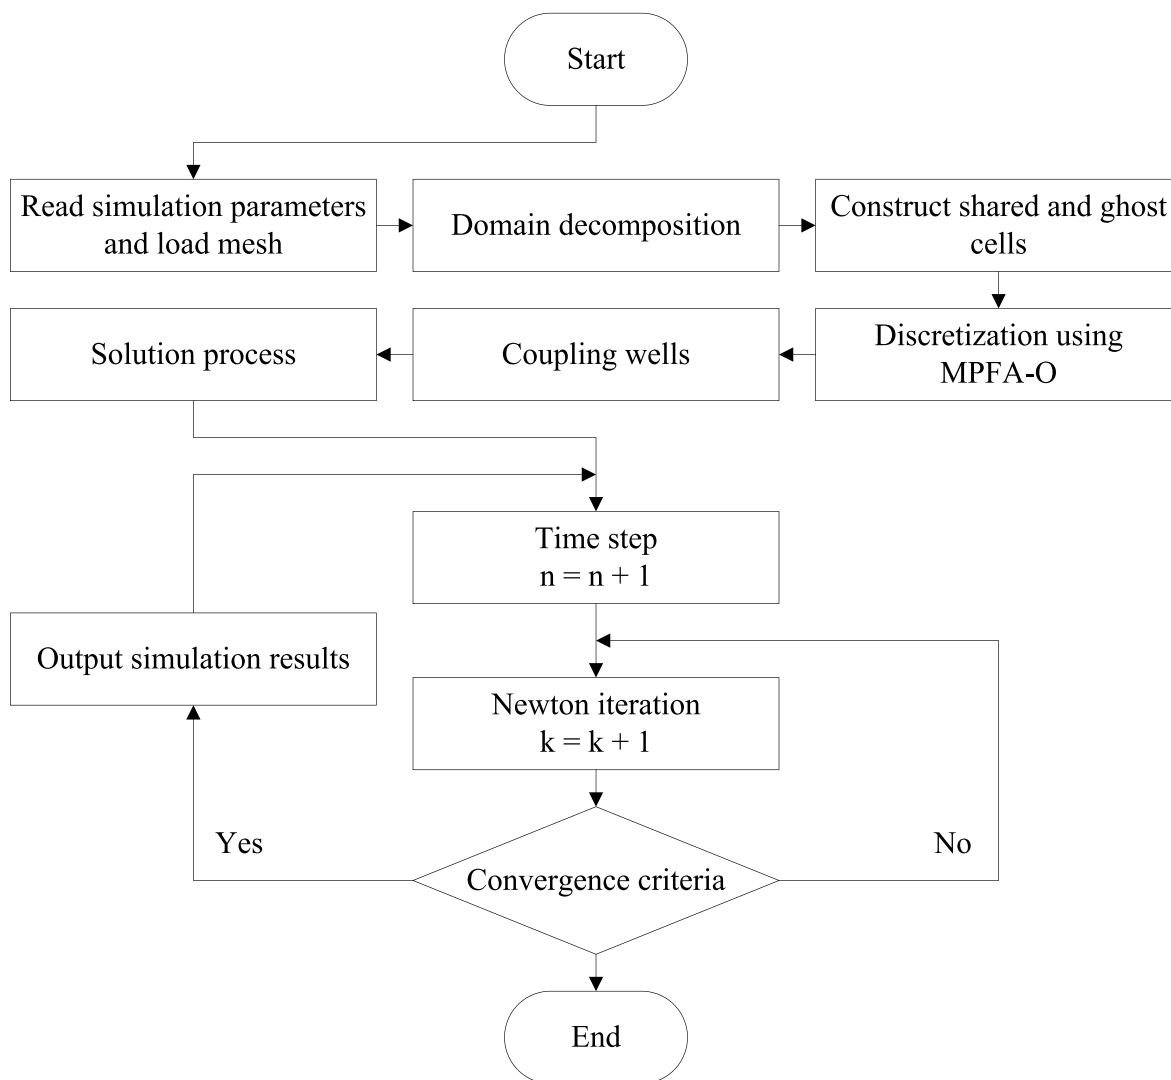 Start
Read simulation parameters
and load mesh
Domain decomposition
Construct shared and ghost
cells
Discretization using
MPFA-O
Coupling wells
Solution process
Time step
n = n + 1
Output simulation results
Newton iteration
k = k + 1
Yes
No
Convergence criteria
End